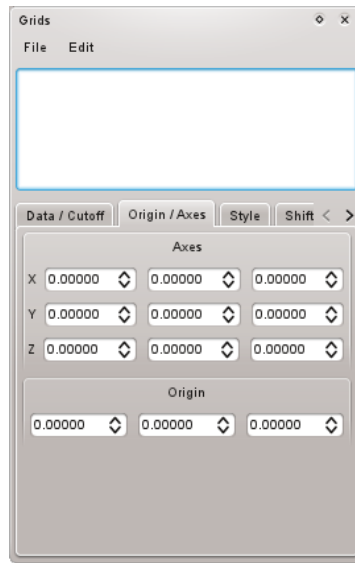 Grids
File Edit
Data / Cutoff Origin / Axes Style Shift
Axes
X 0.00000 0.00000 0.00000
Y 0.00000 0.00000 0.00000
Z 0.00000 0.00000 0.00000
Origin
0.00000 0.00000 0.00000